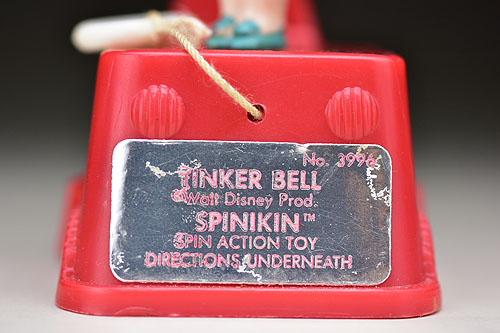 No. 3996
TINKER BELL
©Walt Disney Prod.
SPINIKIN™
SPIN ACTION TOY
DIRECTIONS UNDERNEATH